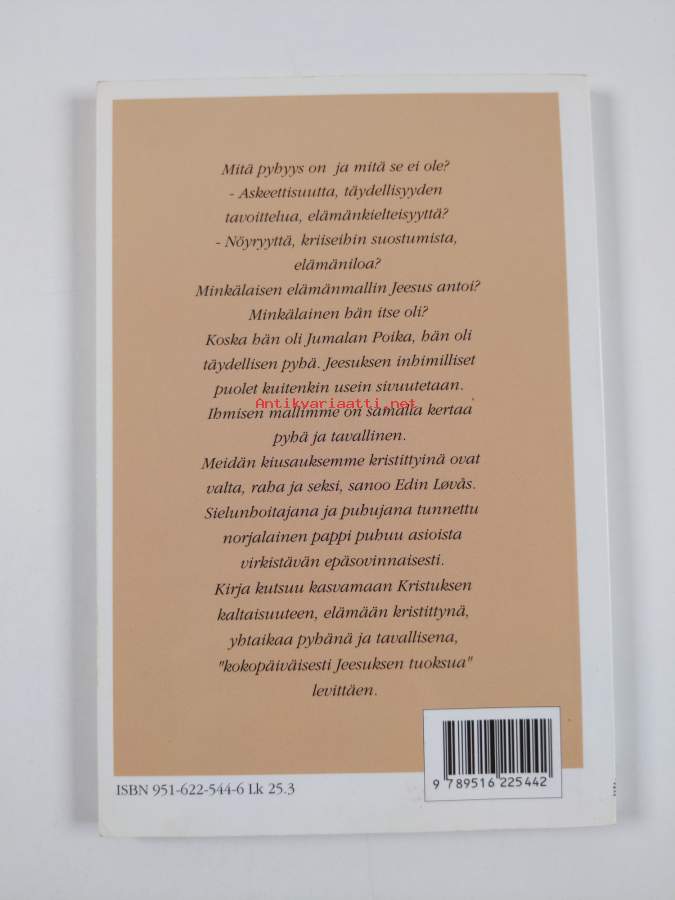 Mitä pyhyys on ja mitä se ei ole?
- Askeettisuutta, täydellisyyden
tavoittelua, elämänkielteisyyttä?
- Nöyryyttä, kriiseihin suostumista,
elämäniloa?
Minkälaisen elämänmallin Jeesus antoi?
Minkälainen hän itse oli?
Koska hän oli Jumalan Poika, hän oli
täydellisen pyhä. Jeesuksen inhimilliset
puolet kuitenkin usein sivuutetaan.
Antikvariaatti.net
Ihmisen mallimme on samalla kertaa
pyhä ja tavallinen.
Meidän kiusauksemme kristittyinä ovat
valta, raha ja seksi, sanoo Edin Løvås.
Sielunhoitajana ja puhujana tunnettu
norjalainen pappi puhuu asioista
virkistävän epäsovinnaisesti.
Kirja kutsuu kasvamaan Kristuksen
kaltaisuuteen, elämään kristittynä,
yhtaikaa pyhänä ja tavallisena,
"kokopäiväisesti Jeesuksen tuoksua"
levittäen.
ISBN 951-622-544-6 Lk 25.3
9 789516 225442